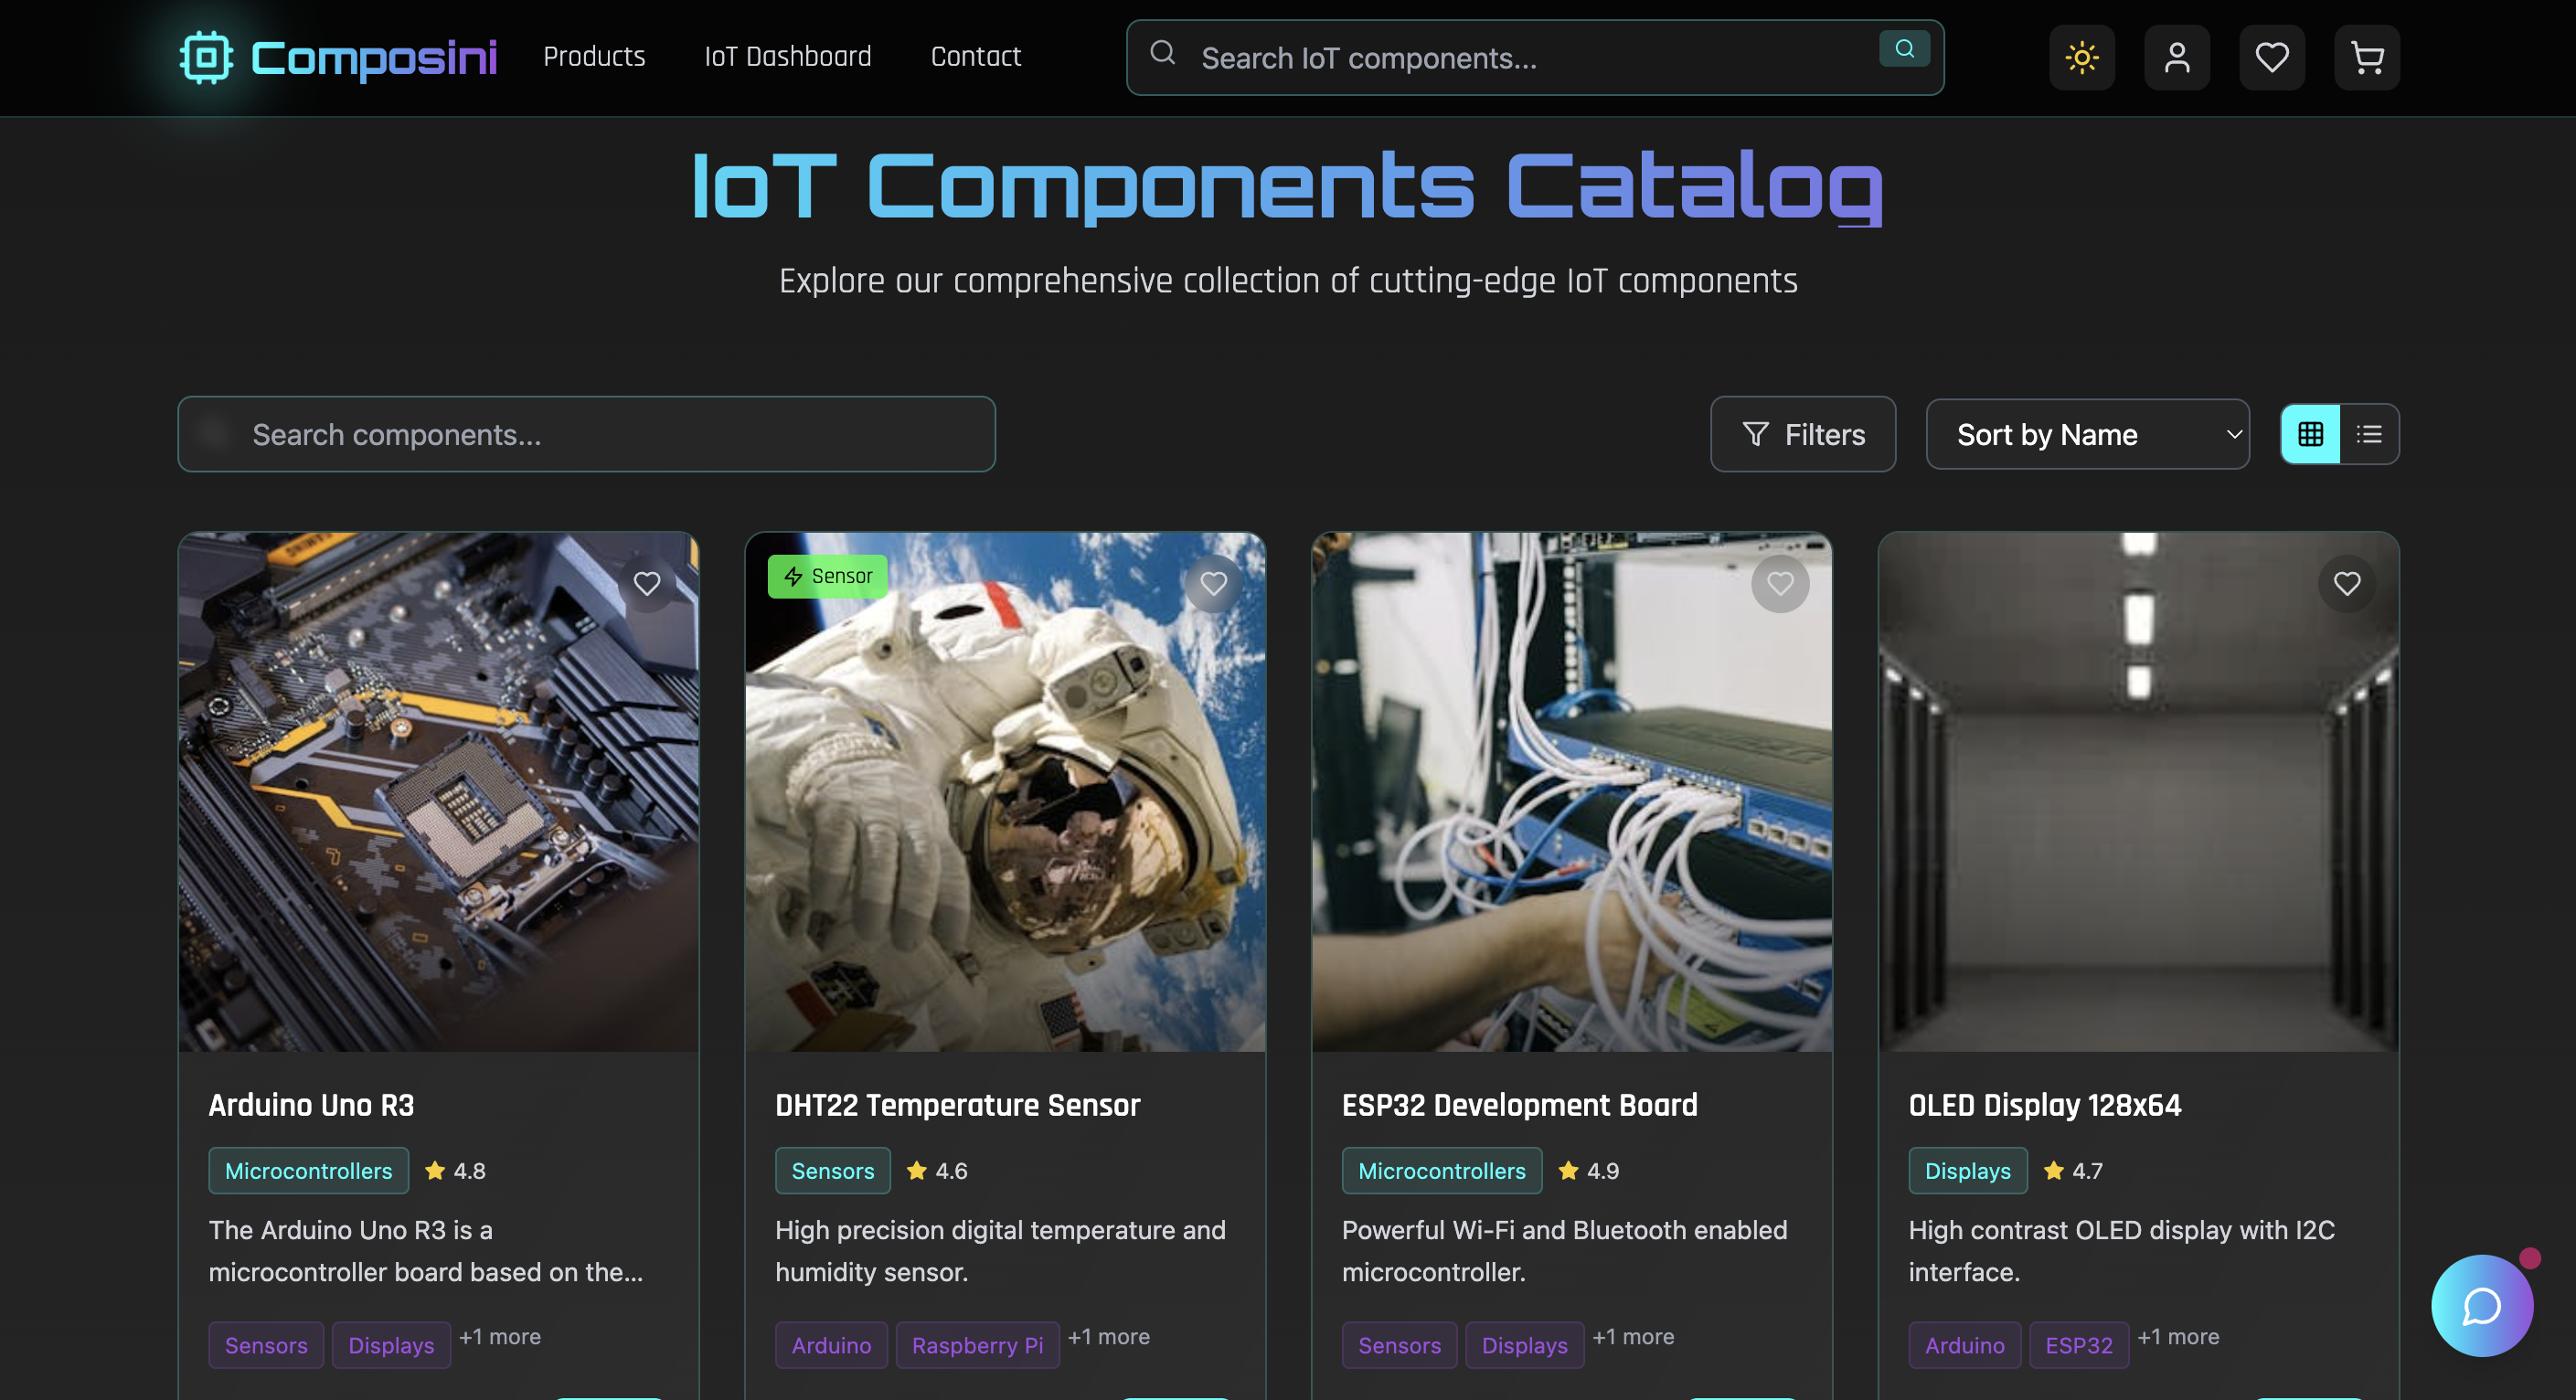 Composini
Products
IoT Dashboard
Contact
Search IoT components...
IoT Components Catalog
Explore our comprehensive collection of cutting-edge IoT components
Search components...
Filters
Sort by Name
Sensor
Arduino Uno R3
Microcontrollers
4.8
The Arduino Uno R3 is a
microcontroller board based on the...
Sensors
Displays
+1 more
DHT22 Temperature Sensor
Sensors
4.6
High precision digital temperature and
humidity sensor.
Arduino
Raspberry Pi
+1 more
ESP32 Development Board
Microcontrollers
4.9
Powerful Wi-Fi and Bluetooth enabled
microcontroller.
Sensors
Displays
+1 more
OLED Display 128x64
Displays
4.7
High contrast OLED display with I2C
interface.
Arduino
ESP32
+1 more